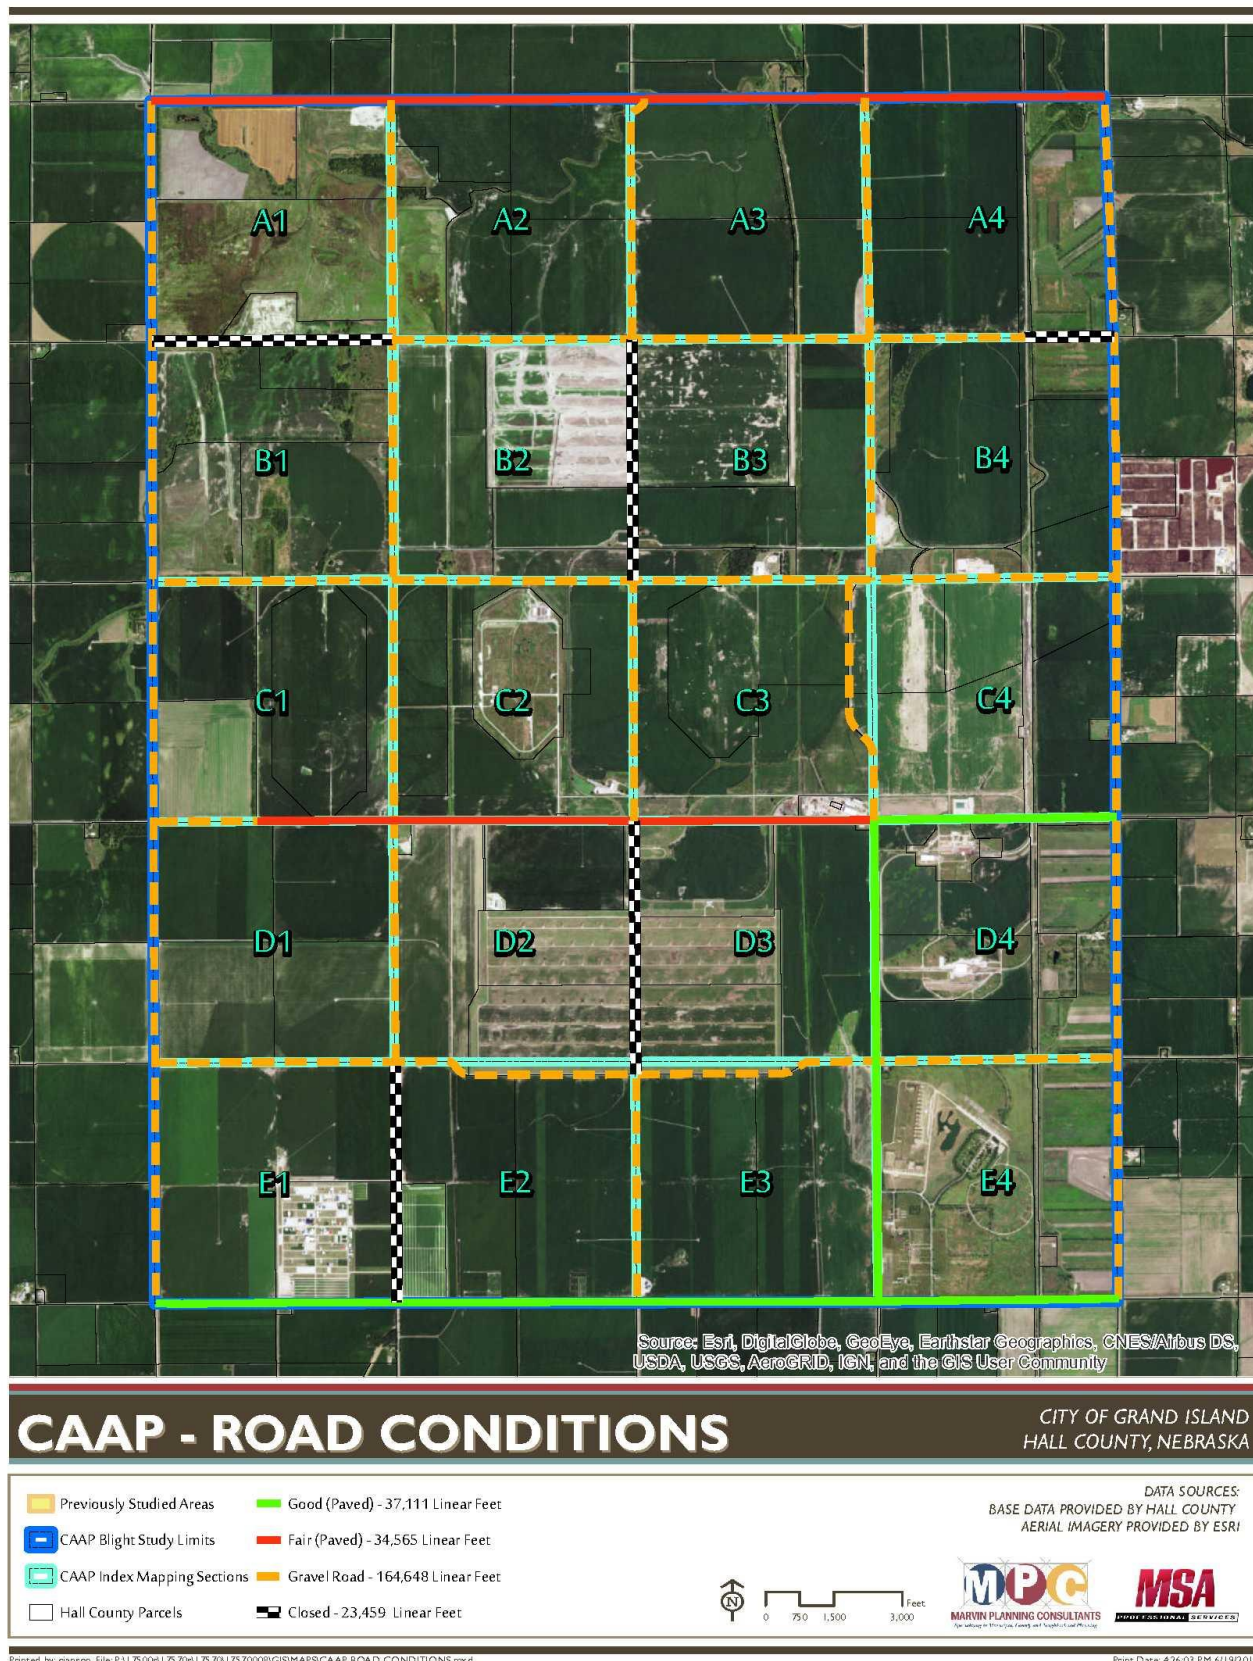 A1 A2 A3 A4
B1 B2 B3 B4
C1 C2 C3 C4
D1 D2 D3 D4
E1 E2 E3 E4
Source: Esri, DigitalGlobe, GeoEye, Earthstar Geographics, CNES/Airbus DS,
USDA, USGS, AeroGRID, IGN, and the GIS User Community
CAAP - ROAD CONDITIONS
CITY OF GRAND ISLAND
HALL COUNTY, NEBRASKA
Previously Studied Areas
CAAP Blight Study Limits
CAAP Index Mapping Sections
Hall County Parcels
Good (Paved) - 37,111 Linear Feet
Fair (Paved) - 34,565 Linear Feet
Gravel Road - 164,648 Linear Feet
Closed - 23,459 Linear Feet
N
Feet
0 750 1,500 3,000
DATA SOURCES:
BASE DATA PROVIDED BY HALL COUNTY
AERIAL IMAGERY PROVIDED BY ESRI
MPC
MARVIN PLANNING CONSULTANTS
MSA
PROFESSIONAL SERVICES